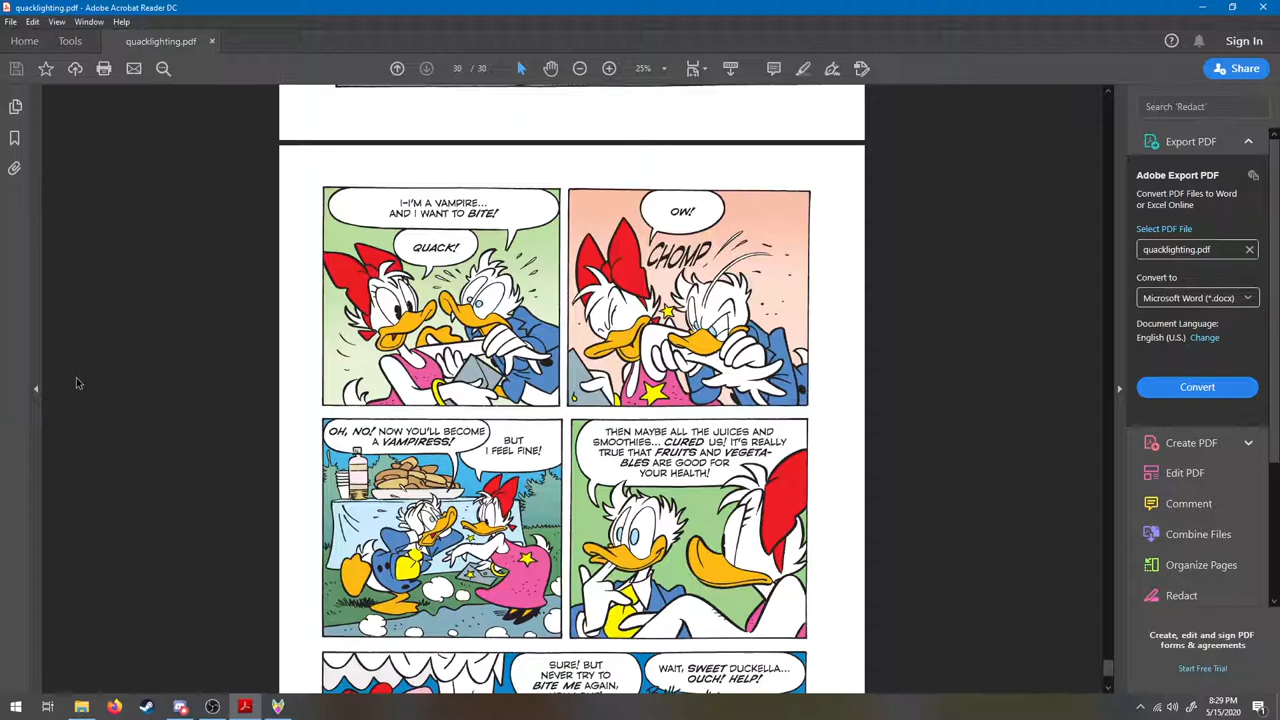 quacklighting.pdf - Adobe Acrobat Reader DC
File Edit View Window Help
Home Tools quacklighting.pdf × Sign In
30 / 30 25% Share
Search 'Redact'
Export PDF
Adobe Export PDF
Convert PDF Files to Word
or Excel Online
Select PDF File
quacklighting.pdf
Convert to
Microsoft Word (*.docx)
Document Language:
English (U.S.) Change
Convert
Create PDF
Edit PDF
Comment
Combine Files
Organize Pages
Redact
Create, edit and sign PDF
forms & agreements
Start Free Trial
I-I'M A VAMPIRE...
AND I WANT TO BITE!
QUACK!
OW!
CHOMP
OH, NO! NOW YOU'LL BECOME
A VAMPIRESS!
BUT
I FEEL FINE!
THEN MAYBE ALL THE JUICES AND
SMOOTHIES... CURED US! IT'S REALLY
TRUE THAT FRUITS AND VEGETA-
BLES ARE GOOD FOR
YOUR HEALTH!
SURE! BUT
NEVER TRY TO
BITE ME AGAIN,
WAIT, SWEET DUCKELLA...
OUCH! HELP!
8:29 PM
5/15/2020